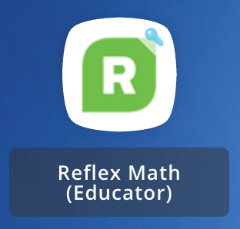 R
Reflex Math
(Educator)